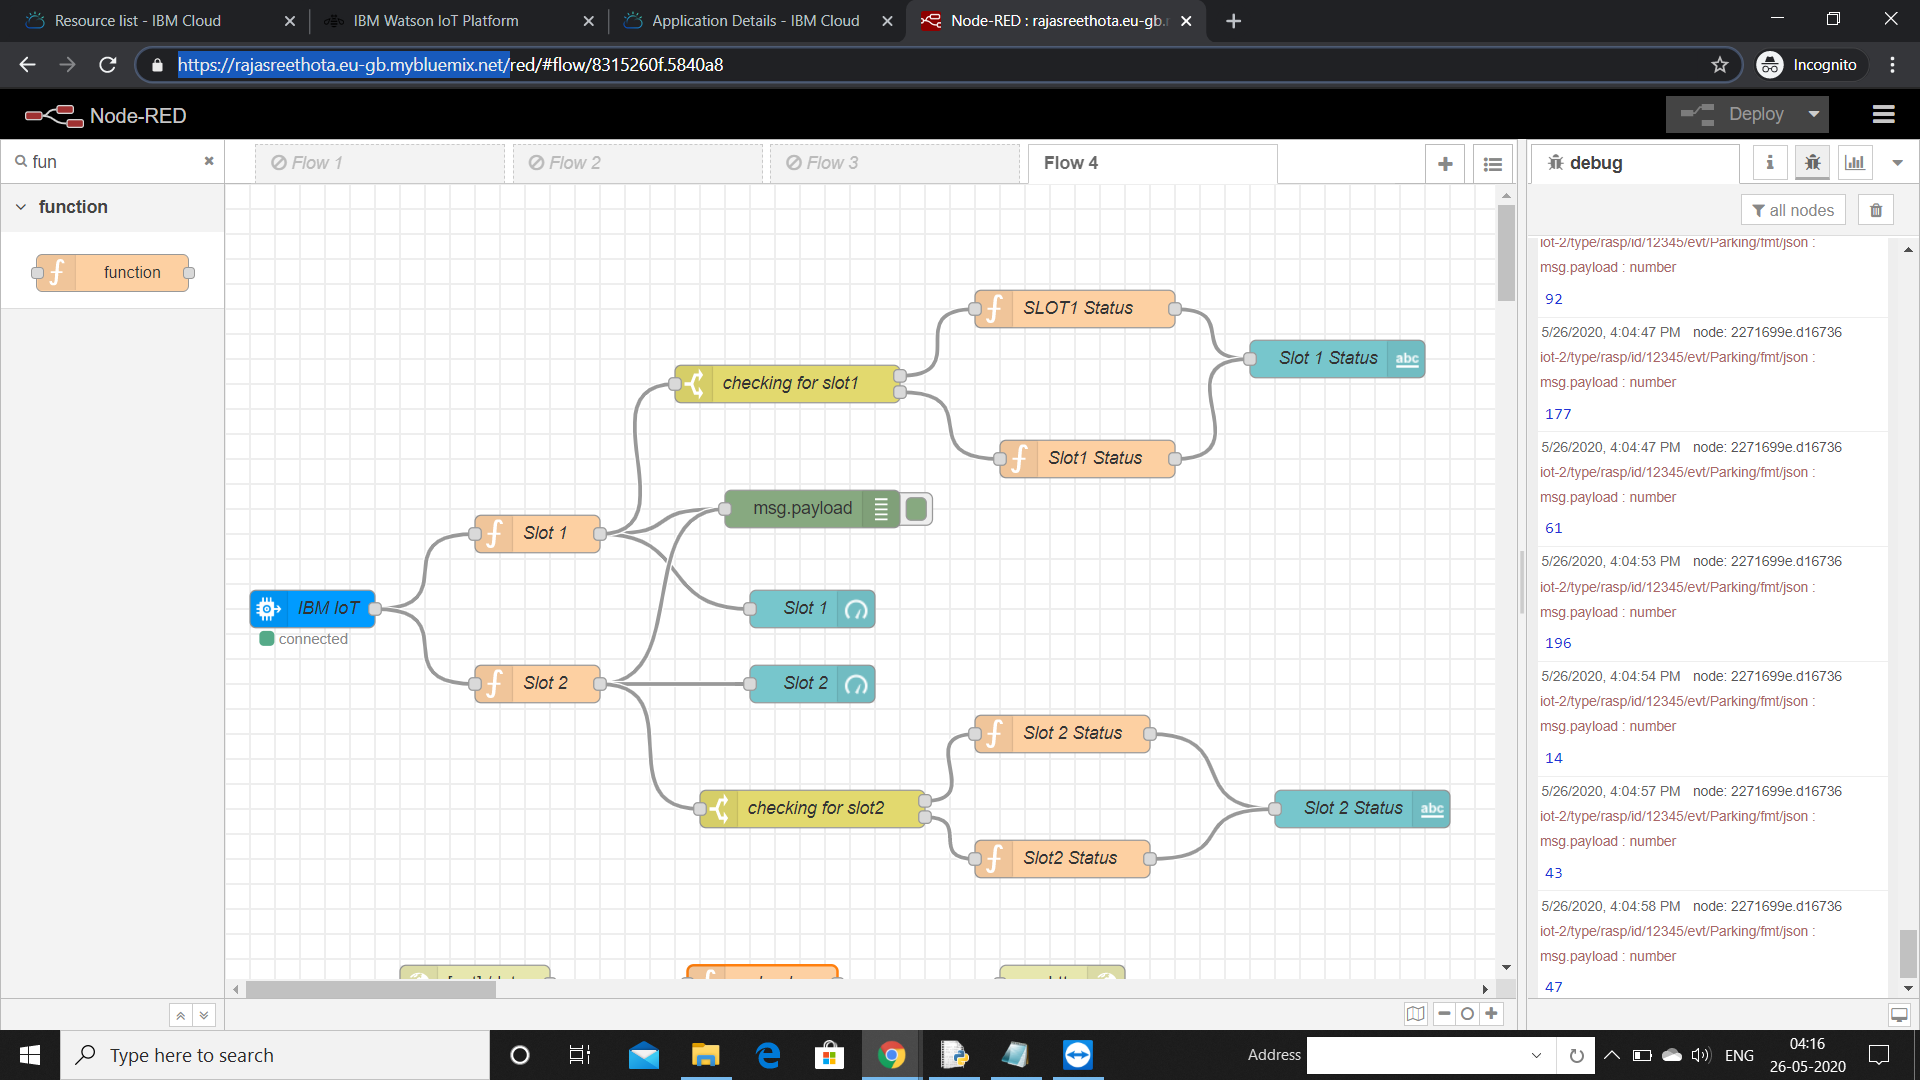 Resource list - IBM Cloud
IBM Watson IoT Platform
Application Details - IBM Cloud
Node-RED : rajasreethota.eu-gb.
https://rajasreethota.eu-gb.mybluemix.net/red/#flow/8315260f.5840a8
Incognito
Node-RED
Deploy
fun
Flow 1
Flow 2
Flow 3
Flow 4
debug
function
all nodes
function
SLOT1 Status
Slot 1 Status
abc
checking for slot1
Slot1 Status
msg.payload
Slot 1
IBM IoT
connected
Slot 1
Slot 2
Slot 2
Slot 2 Status
checking for slot2
Slot 2 Status
abc
Slot2 Status
iot-2/type/rasp/id/12345/evt/Parking/fmt/json :
msg.payload : number
92
5/26/2020, 4:04:47 PM node: 2271699e.d16736
iot-2/type/rasp/id/12345/evt/Parking/fmt/json :
msg.payload : number
177
5/26/2020, 4:04:47 PM node: 2271699e.d16736
iot-2/type/rasp/id/12345/evt/Parking/fmt/json :
msg.payload : number
61
5/26/2020, 4:04:53 PM node: 2271699e.d16736
iot-2/type/rasp/id/12345/evt/Parking/fmt/json :
msg.payload : number
196
5/26/2020, 4:04:54 PM node: 2271699e.d16736
iot-2/type/rasp/id/12345/evt/Parking/fmt/json :
msg.payload : number
14
5/26/2020, 4:04:57 PM node: 2271699e.d16736
iot-2/type/rasp/id/12345/evt/Parking/fmt/json :
msg.payload : number
43
5/26/2020, 4:04:58 PM node: 2271699e.d16736
iot-2/type/rasp/id/12345/evt/Parking/fmt/json :
msg.payload : number
47
Type here to search
Address
ENG
04:16
26-05-2020